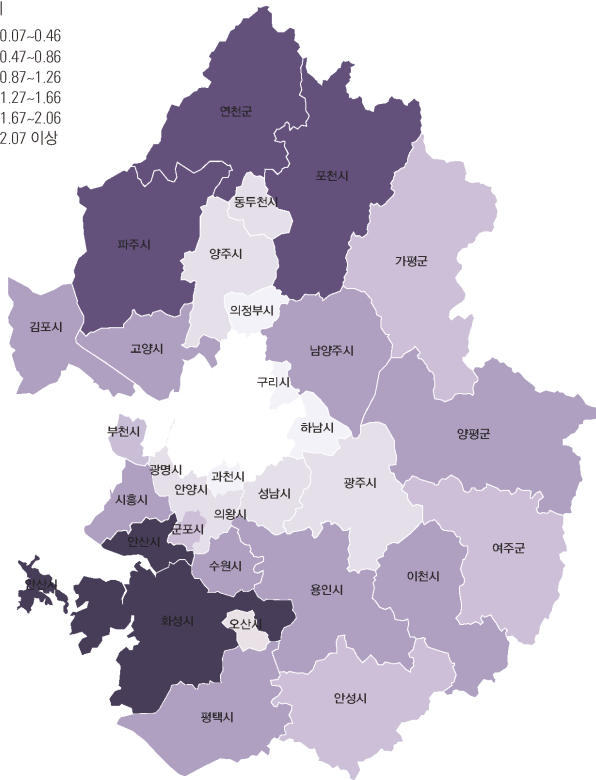 0.07~0.46
0.47~0.86
0.87~1.26
1.27~1.66
1.67~2.06
2.07 이상
연천군
포천시
동두천시
파주시
양주시
가평군
의정부시
김포시
고양시
남양주시
구리시
하남시
부천시
양평군
광명시
과천시
안양시
성남시
광주시
시흥시
의왕시
군포시
안산시
여주군
수원시
이천시
안산시
용인시
화성시
오산시
안성시
평택시